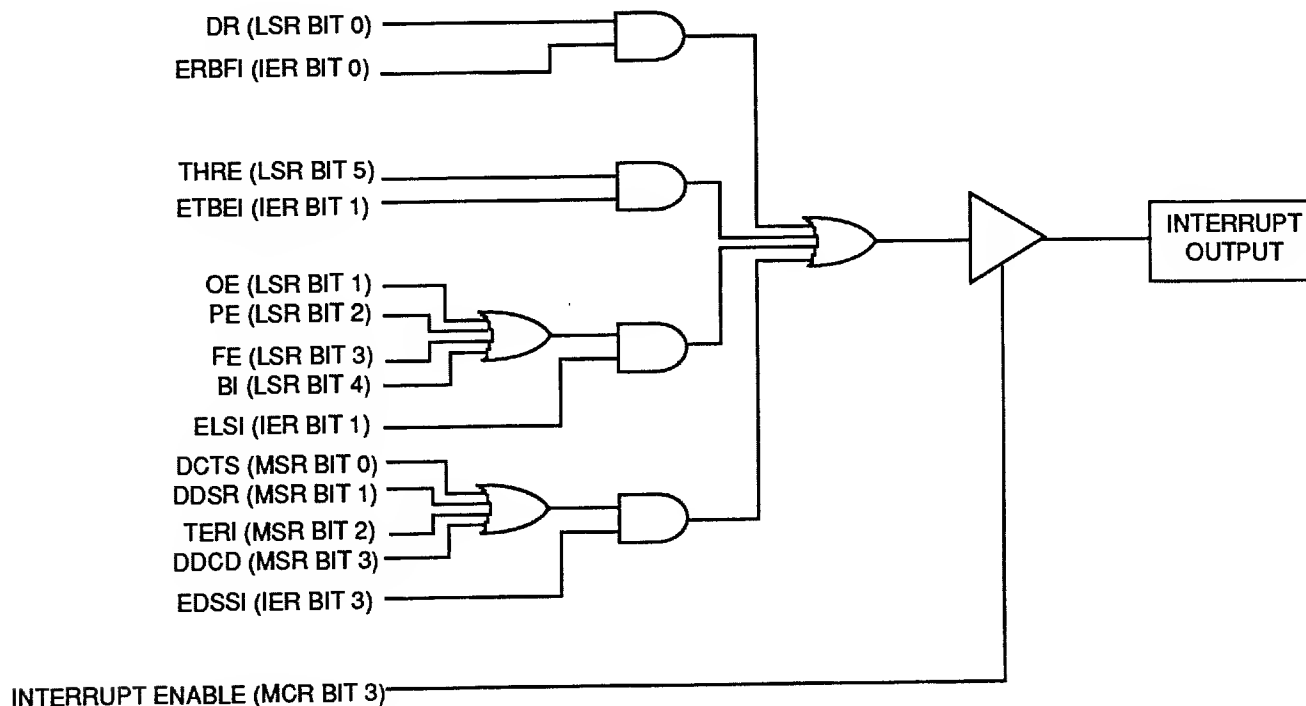 DR (LSR BIT 0)
ERBFI (IER BIT 0)
THRE (LSR BIT 5)
ETBEI (IER BIT 1)
OE (LSR BIT 1)
PE (LSR BIT 2)
FE (LSR BIT 3)
BI (LSR BIT 4)
ELSI (IER BIT 1)
DCTS (MSR BIT 0)
DDSR (MSR BIT 1)
TERI (MSR BIT 2)
DDCD (MSR BIT 3)
EDSSI (IER BIT 3)
INTERRUPT ENABLE (MCR BIT 3)
INTERRUPT
OUTPUT